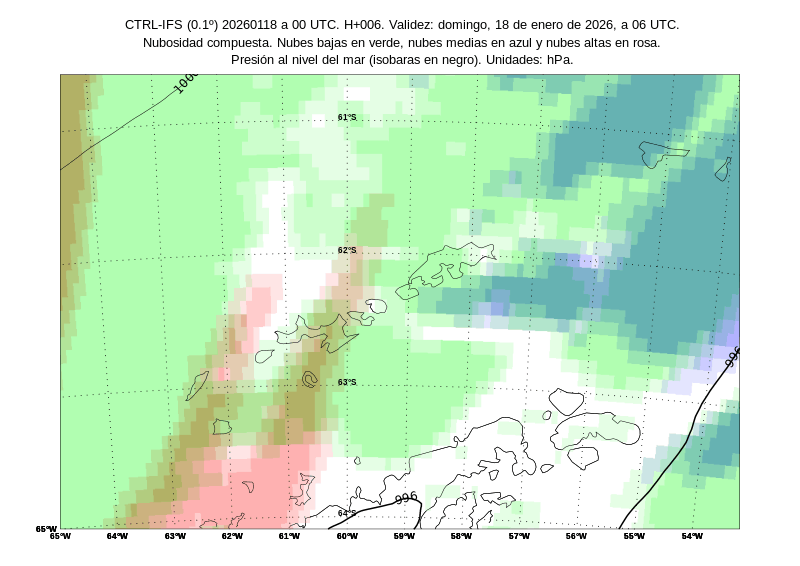 CTRL-IFS (0.1º) 20260118 a 00 UTC. H+006. Validez: domingo, 18 de enero de 2026, a 06 UTC.
Nubosidad compuesta. Nubes bajas en verde, nubes medias en azul y nubes altas en rosa.
Presión al nivel del mar (isobaras en negro). Unidades: hPa.
61°S
62°S
63°S
996
996
64°S
65°W
65°W 64°W 63°W 62°W 61°W 60°W 59°W 58°W 57°W 56°W 55°W 54°W